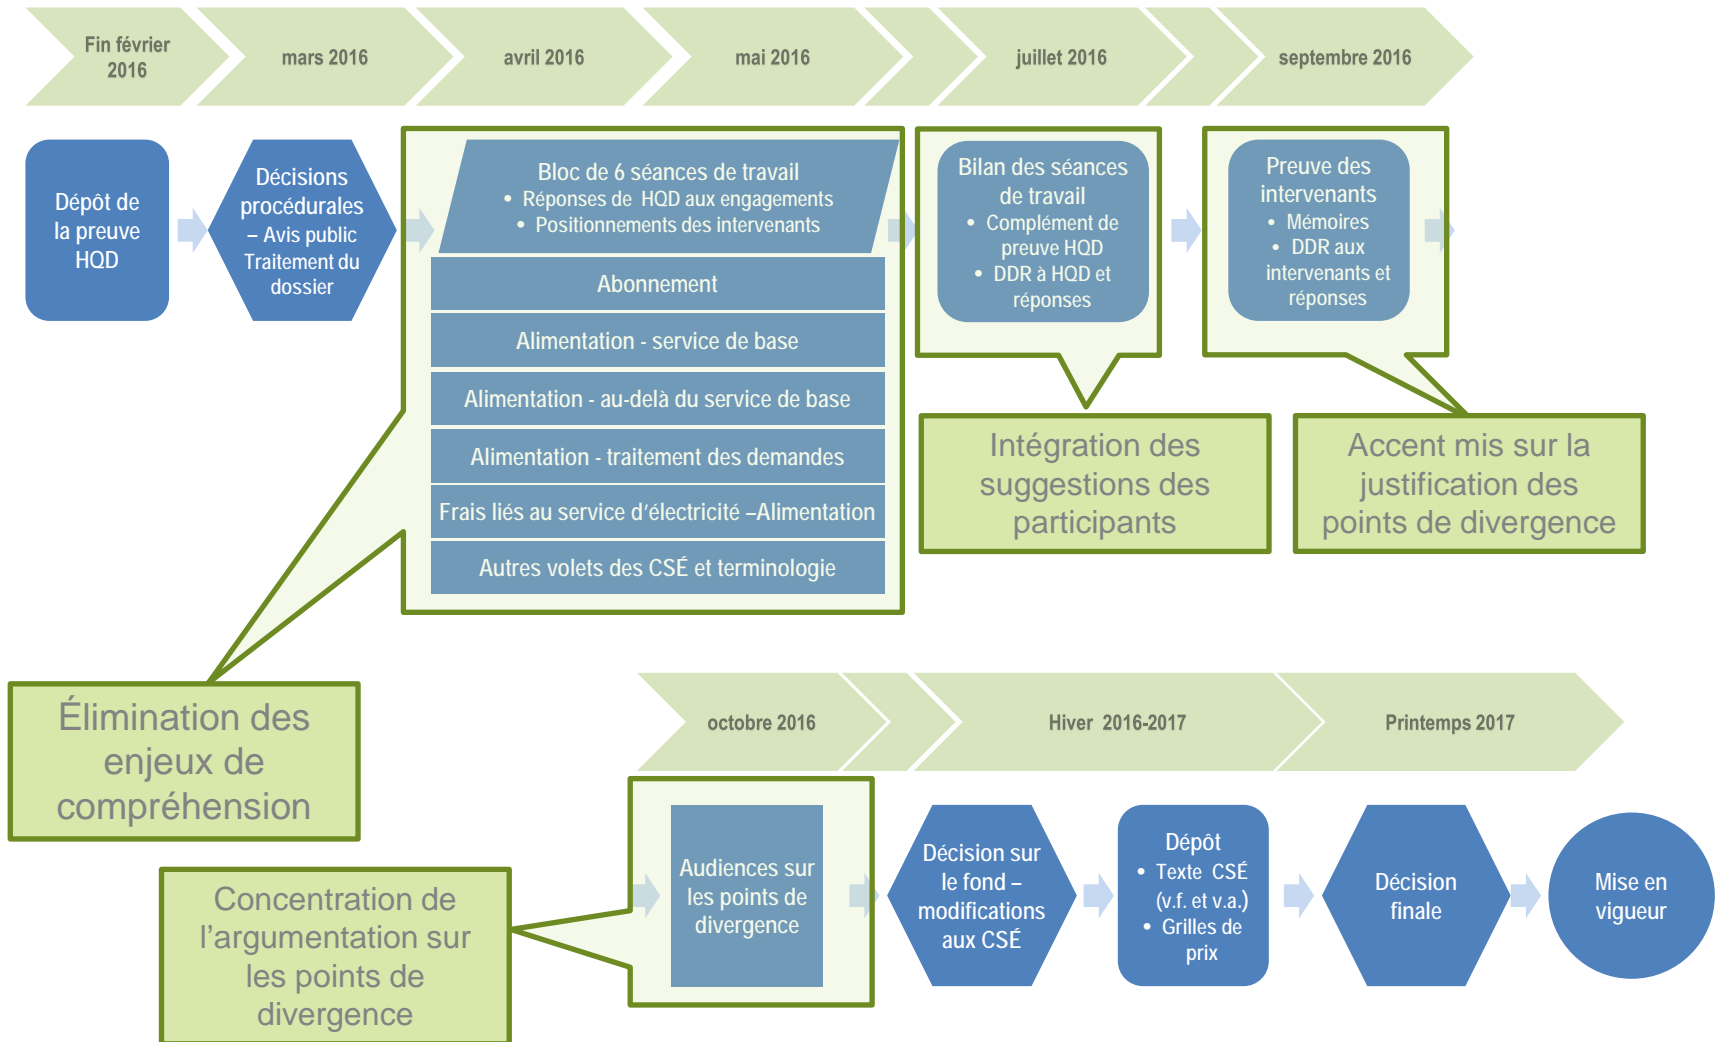 Fin février
2016
mars 2016
avril 2016
mai 2016
juillet 2016
septembre 2016
Dépôt de
la preuve
HQD
Décisions
procédurales
– Avis public
Traitement du
dossier
Bloc de 6 séances de travail
• Réponses de HQD aux engagements
• Positionnements des intervenants
Abonnement
Alimentation - service de base
Alimentation - au-delà du service de base
Alimentation - traitement des demandes
Frais liés au service d'électricité –Alimentation
Autres volets des CSÉ et terminologie
Bilan des séances
de travail
• Complément de
preuve HQD
• DDR à HQD et
réponses
Preuve des
intervenants
• Mémoires
• DDR aux
intervenants et
réponses
Intégration des
suggestions des
participants
Accent mis sur la
justification des
points de divergence
Élimination des
enjeux de
compréhension
octobre 2016
Hiver 2016-2017
Printemps 2017
Concentration de
l'argumentation sur
les points de
divergence
Audiences sur
les points de
divergence
Décision sur
le fond –
modifications
aux CSÉ
Dépôt
• Texte CSÉ
(v.f. et v.a.)
• Grilles de
prix
Décision
finale
Mise en
vigueur